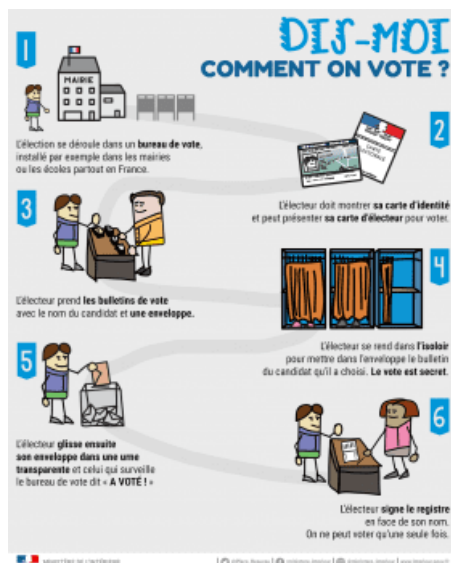 DIS-MOI
COMMENT ON VOTE ?
1
MAIRIE
L'élection se déroule dans un bureau de vote,
installé par exemple dans les mairies
ou les écoles partout en France.
2
L'électeur doit montrer sa carte d'identité
et peut présenter sa carte d'électeur pour voter.
3
L'électeur prend les bulletins de vote
avec le nom du candidat et une enveloppe.
4
L'électeur se rend dans l'isoloir
pour mettre dans l'enveloppe le bulletin
du candidat qu'il a choisi. Le vote est secret.
5
L'électeur glisse ensuite
son enveloppe dans une urne
transparente et celui qui surveille
le bureau de vote dit « A VOTÉ ! »
6
L'électeur signe le registre
en face de son nom.
On ne peut voter qu'une seule fois.
MINISTÈRE DE L'INTÉRIEUR